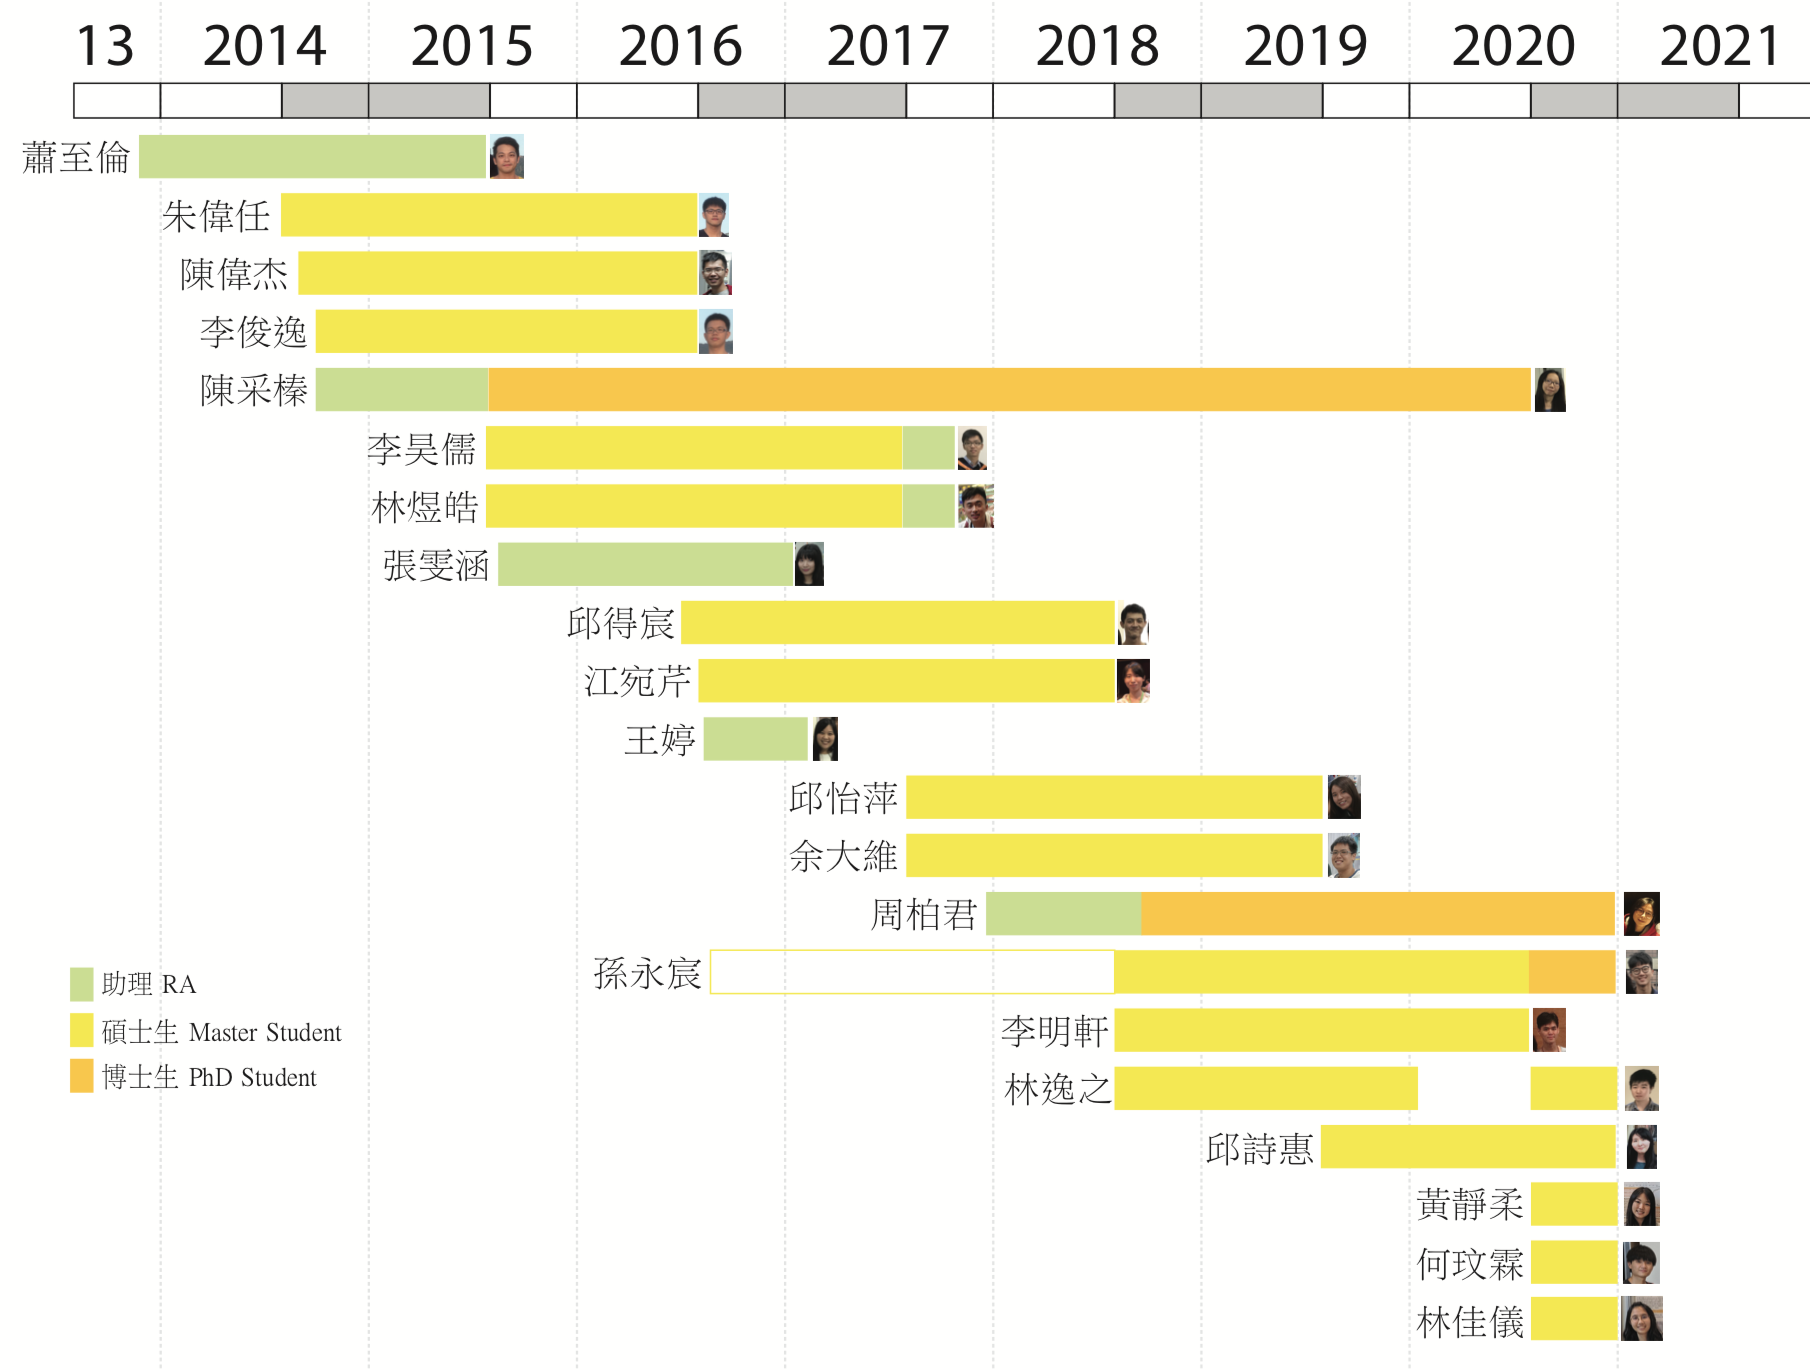 13 2014 2015 2016 2017 2018 2019 2020 2021
蕭至倫
朱偉任
陳偉杰
李俊逸
陳采榛
李昊儒
林煜皓
張雯涵
邱得宸
江宛芹
王婷
邱怡萍
余大維
周柏君
孫永宸
李明軒
林逸之
邱詩惠
黃靜柔
何玟霖
林佳儀
助理 RA
碩士生 Master Student
博士生 PhD Student